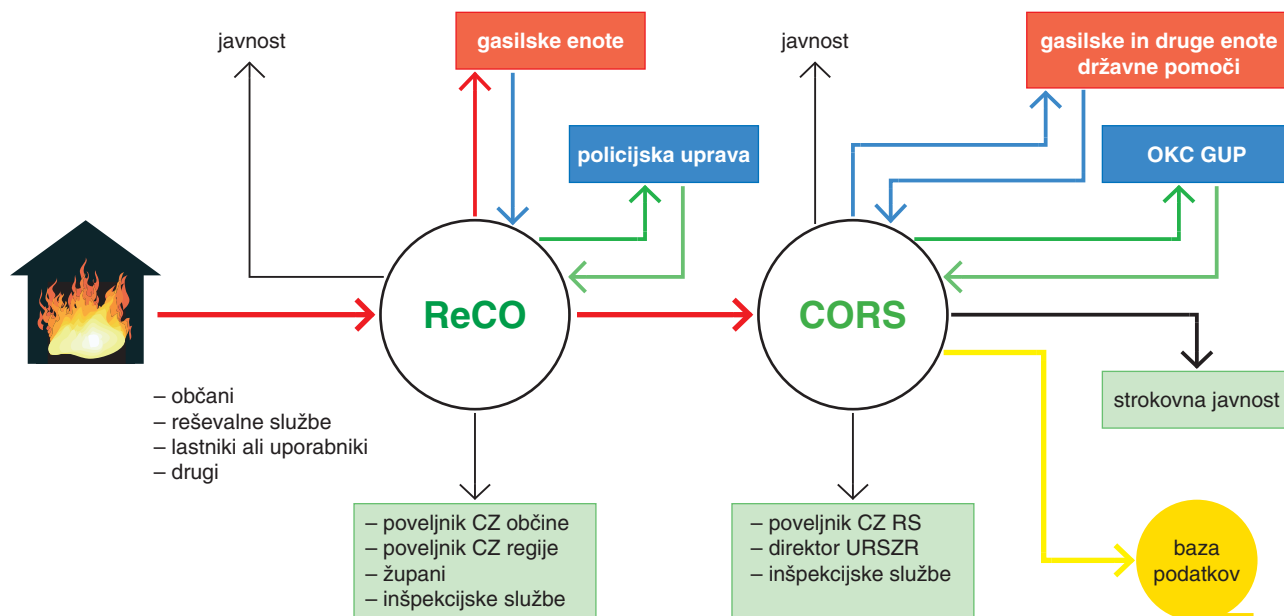 javnost
gasilske enote
javnost
gasilske in druge enote
državne pomoči
policijska uprava
OKC GUP
ReCO
CORS
– občani
– reševalne službe
– lastniki ali uporabniki
– drugi
strokovna javnost
– poveljnik CZ občine
– poveljnik CZ regije
– župani
– inšpekcijske službe
– poveljnik CZ RS
– direktor URSZR
– inšpekcijske službe
baza
podatkov